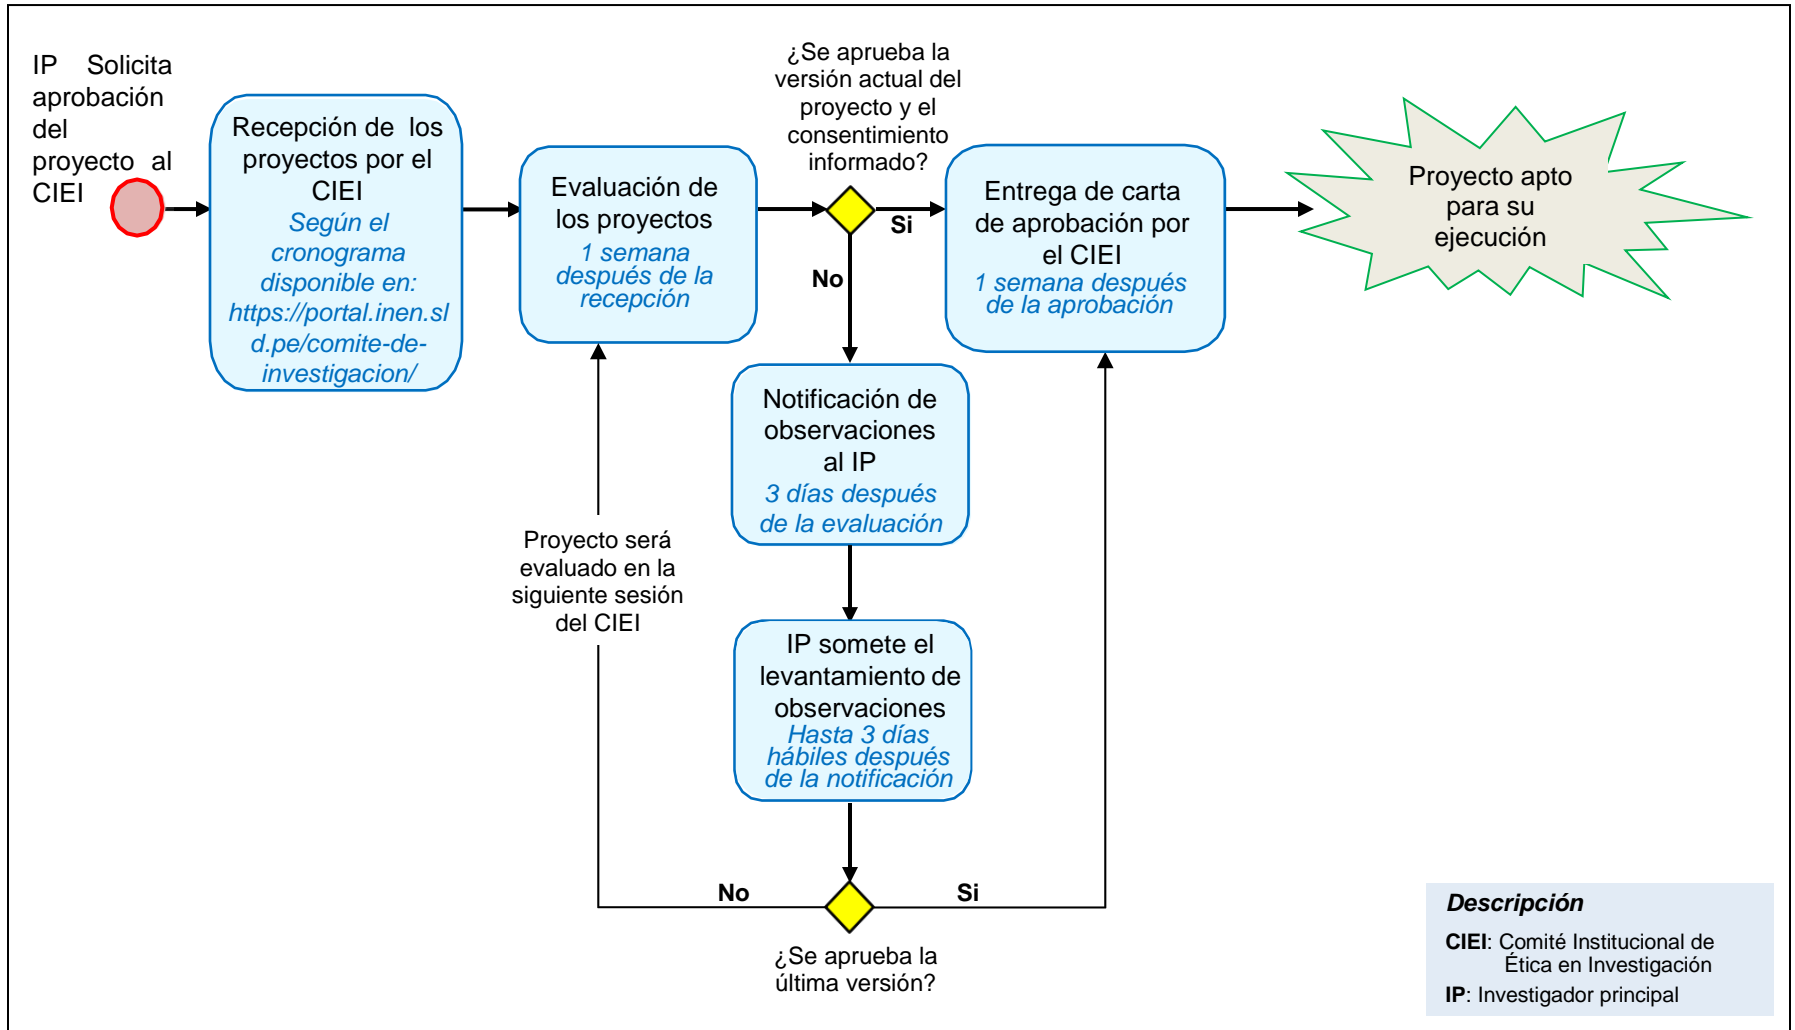 IP Solicita
aprobación
del
proyecto al
CIEI
Recepción de los
proyectos por el
CIEI
Según el
cronograma
disponible en:
https://portal.inen.sl
d.pe/comite-de-
investigacion/
Evaluación de
los proyectos
1 semana
después de la
recepción
¿Se aprueba la
versión actual del
proyecto y el
consentimiento
informado?
Si
No
Entrega de carta
de aprobación por
el CIEI
1 semana después
de la aprobación
Proyecto apto
para su
ejecución
Notificación de
observaciones
al IP
3 días después
de la evaluación
Proyecto será
evaluado en la
siguiente sesión
del CIEI
IP somete el
levantamiento de
observaciones
Hasta 3 días
hábiles después
de la notificación
No
Si
¿Se aprueba la
última versión?
Descripción
CIEI: Comité Institucional de
Ética en Investigación
IP: Investigador principal